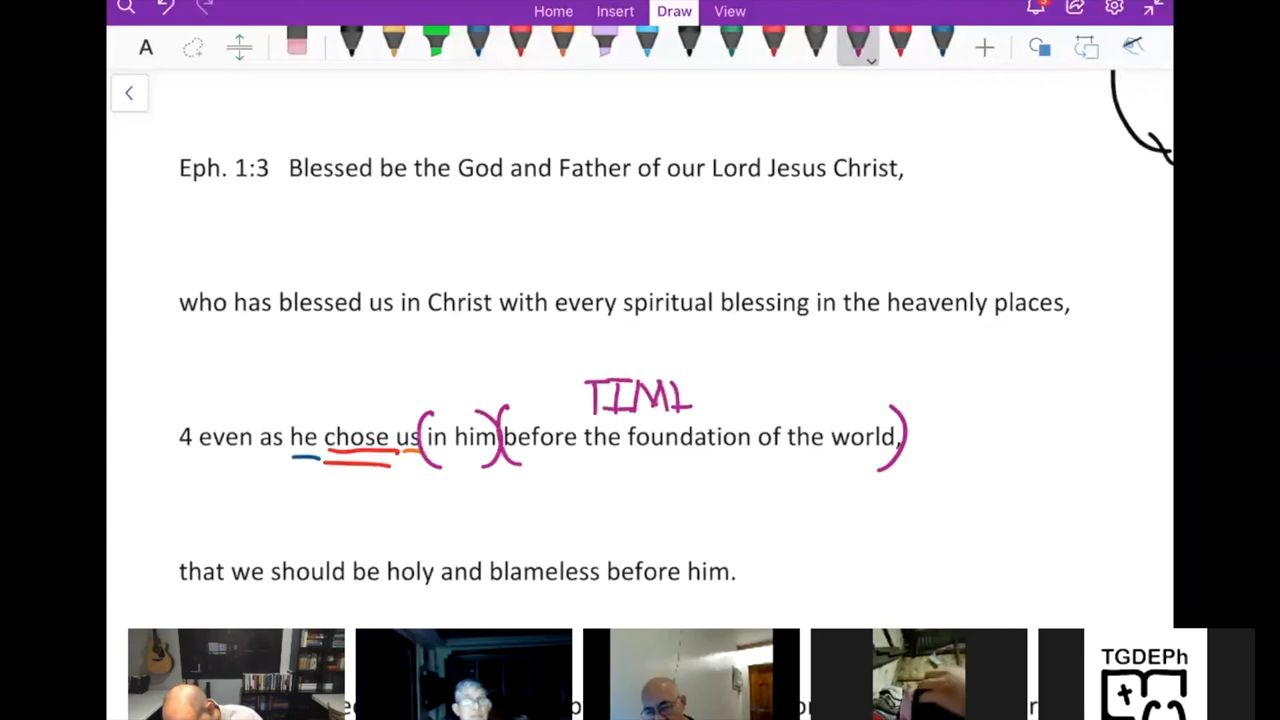 Home Insert Draw View
A
Eph. 1:3 Blessed be the God and Father of our Lord Jesus Christ,
who has blessed us in Christ with every spiritual blessing in the heavenly places,
TIM
4 even as he chose us in him before the foundation of the world,
that we should be holy and blameless before him.
TGDEPh